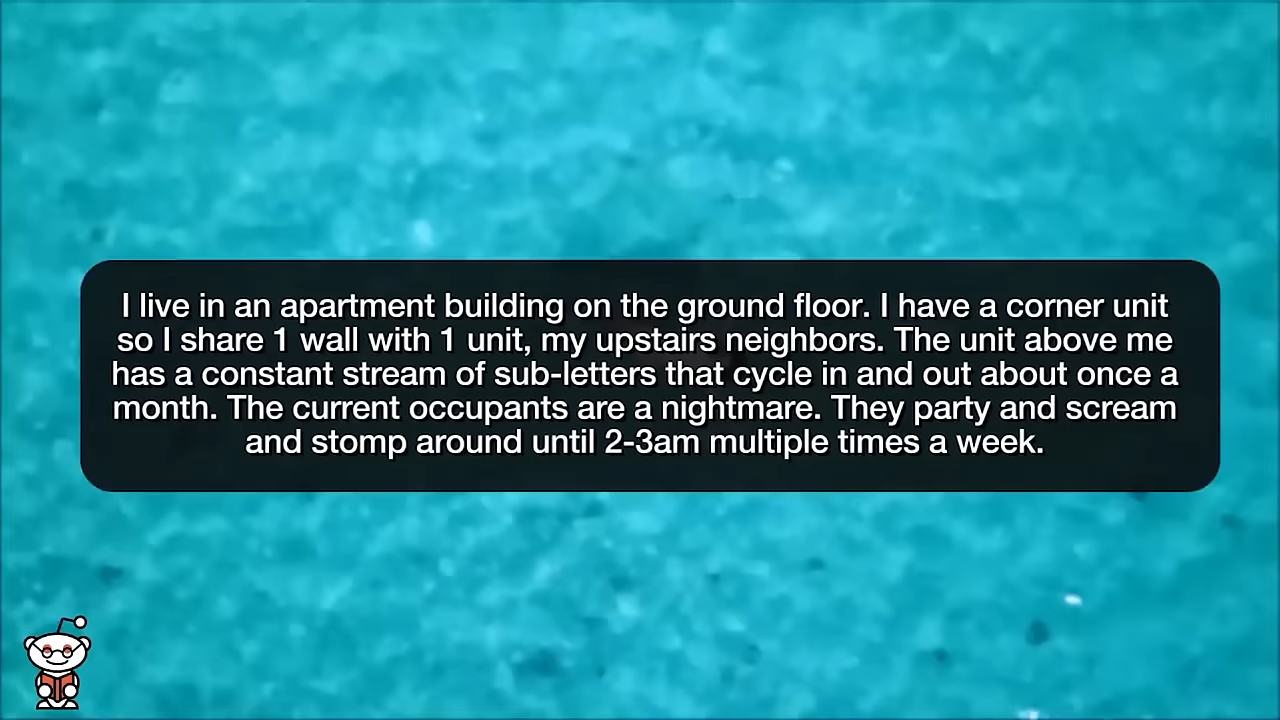 I live in an apartment building on the ground floor. I have a corner unit
so I share 1 wall with 1 unit, my upstairs neighbors. The unit above me
has a constant stream of sub-letters that cycle in and out about once a
month. The current occupants are a nightmare. They party and scream
and stomp around until 2-3am multiple times a week.